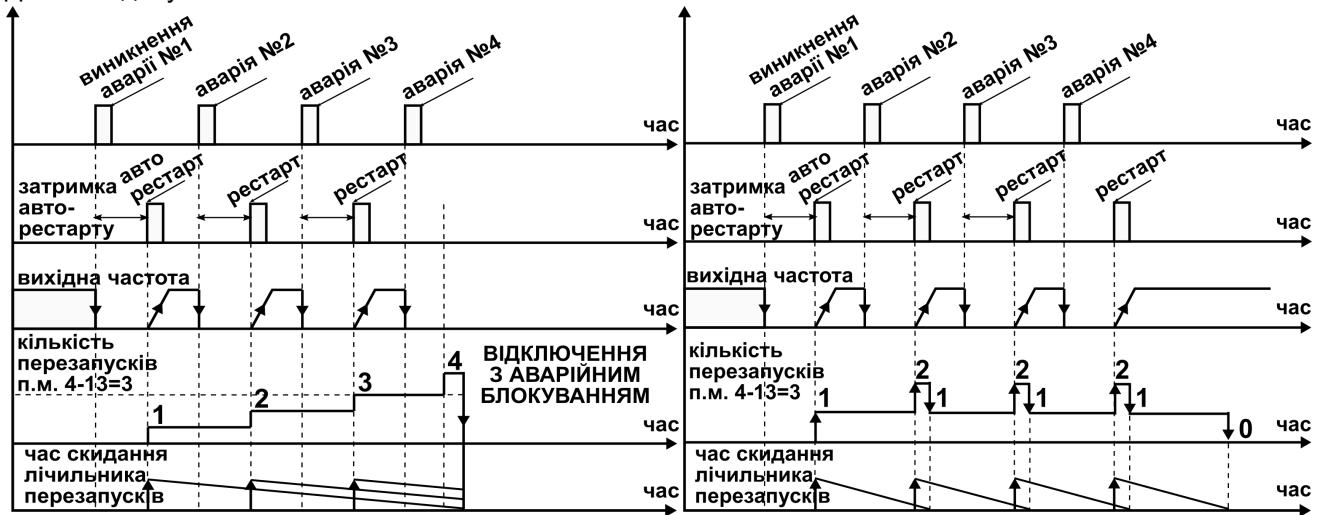 виникнення
аварії №1
аварія №2
аварія №3
аварія №4
час
затримка
авто-
рестарту
авто
рестарт
рестарт
рестарт
час
вихідна частота
час
кількість
перезапусків
п.м. 4-13=3
1
2
3
4
ВІДКЛЮЧЕННЯ
З АВАРІЙНИМ
БЛОКУВАННЯМ
час
час скидання
лічильника
перезапусків
час
виникнення
аварії №1
аварія №2
аварія №3
аварія №4
час
затримка
авто-
рестарту
авто
рестарт
рестарт
рестарт
рестарт
час
вихідна частота
час
кількість
перезапусків
п.м. 4-13=3
1
2
1
2
1
2
1
0
час
час скидання
лічильника
перезапусків
час